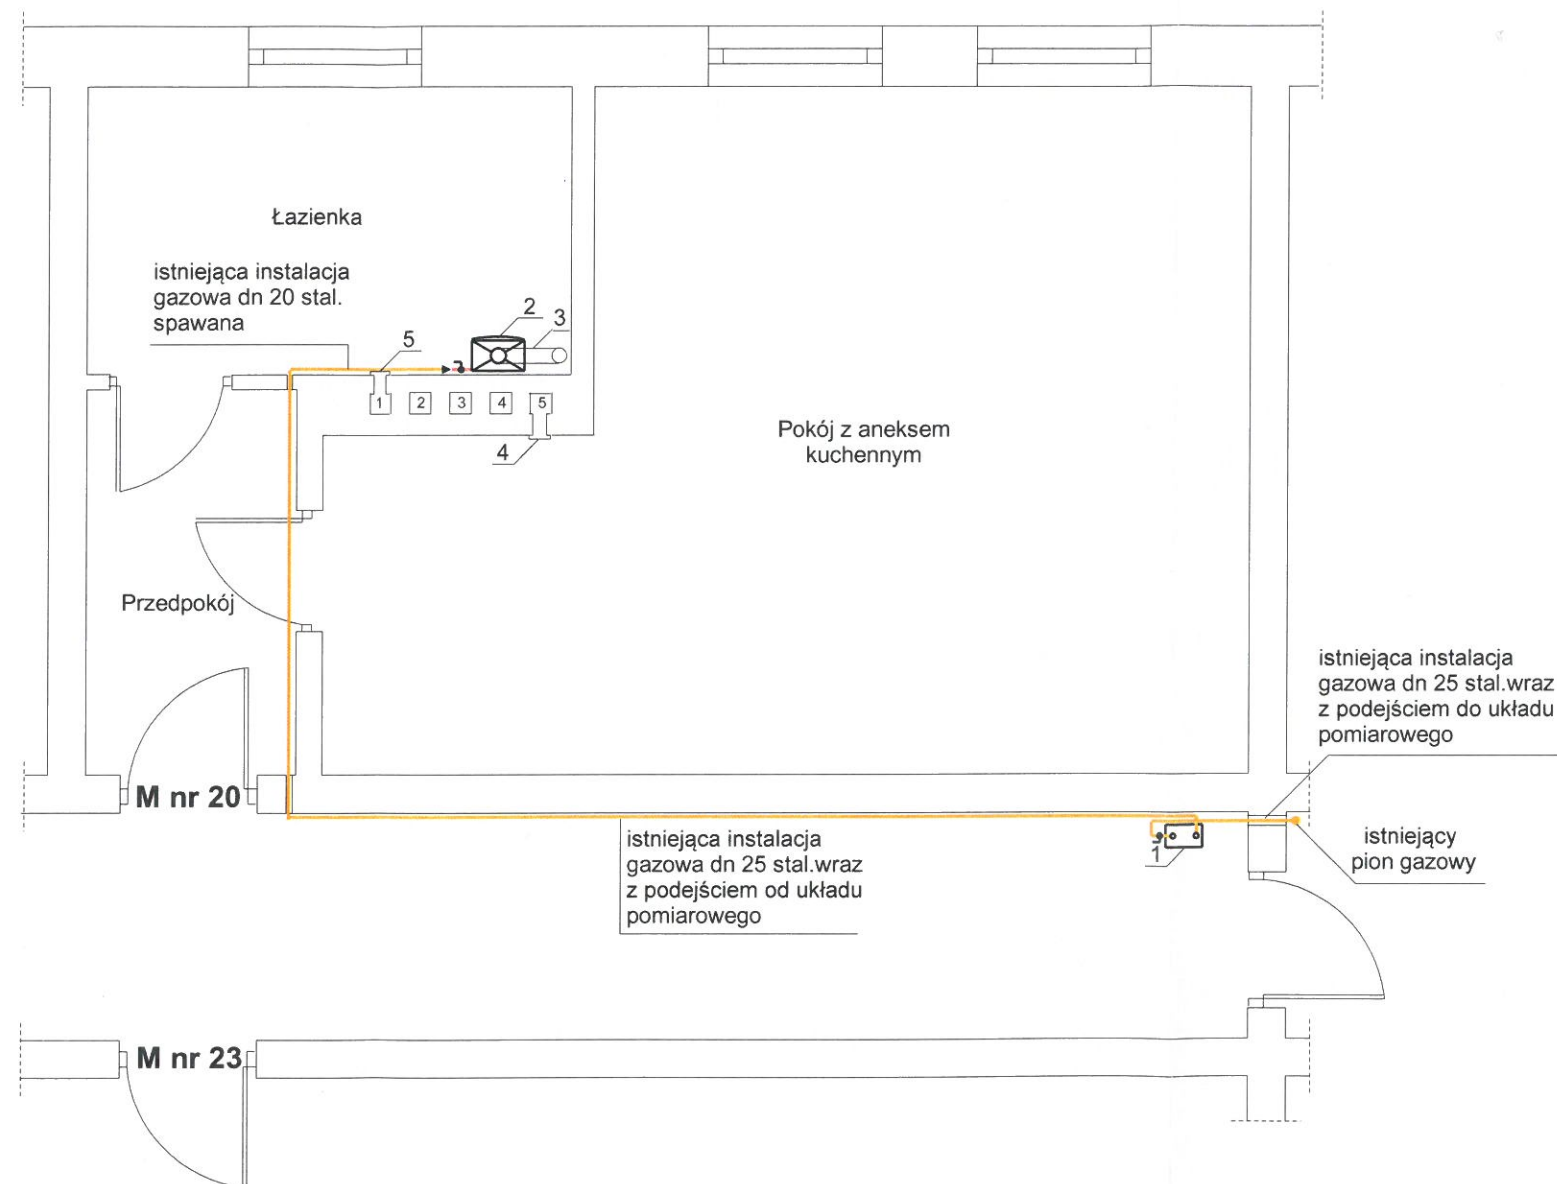 Łazienka
istniejąca instalacja
gazowa dn 20 stal.
spawana
2
3
5
1
2
3
4
5
4
Pokój z aneksem
kuchennym
Przedpokój
istniejąca instalacja
gazowa dn 25 stal.wraz
z podejściem do układu
pomiarowego
M nr 20
istniejąca instalacja
gazowa dn 25 stal.wraz
z podejściem od układu
pomiarowego
1
istniejący
pion gazowy
M nr 23